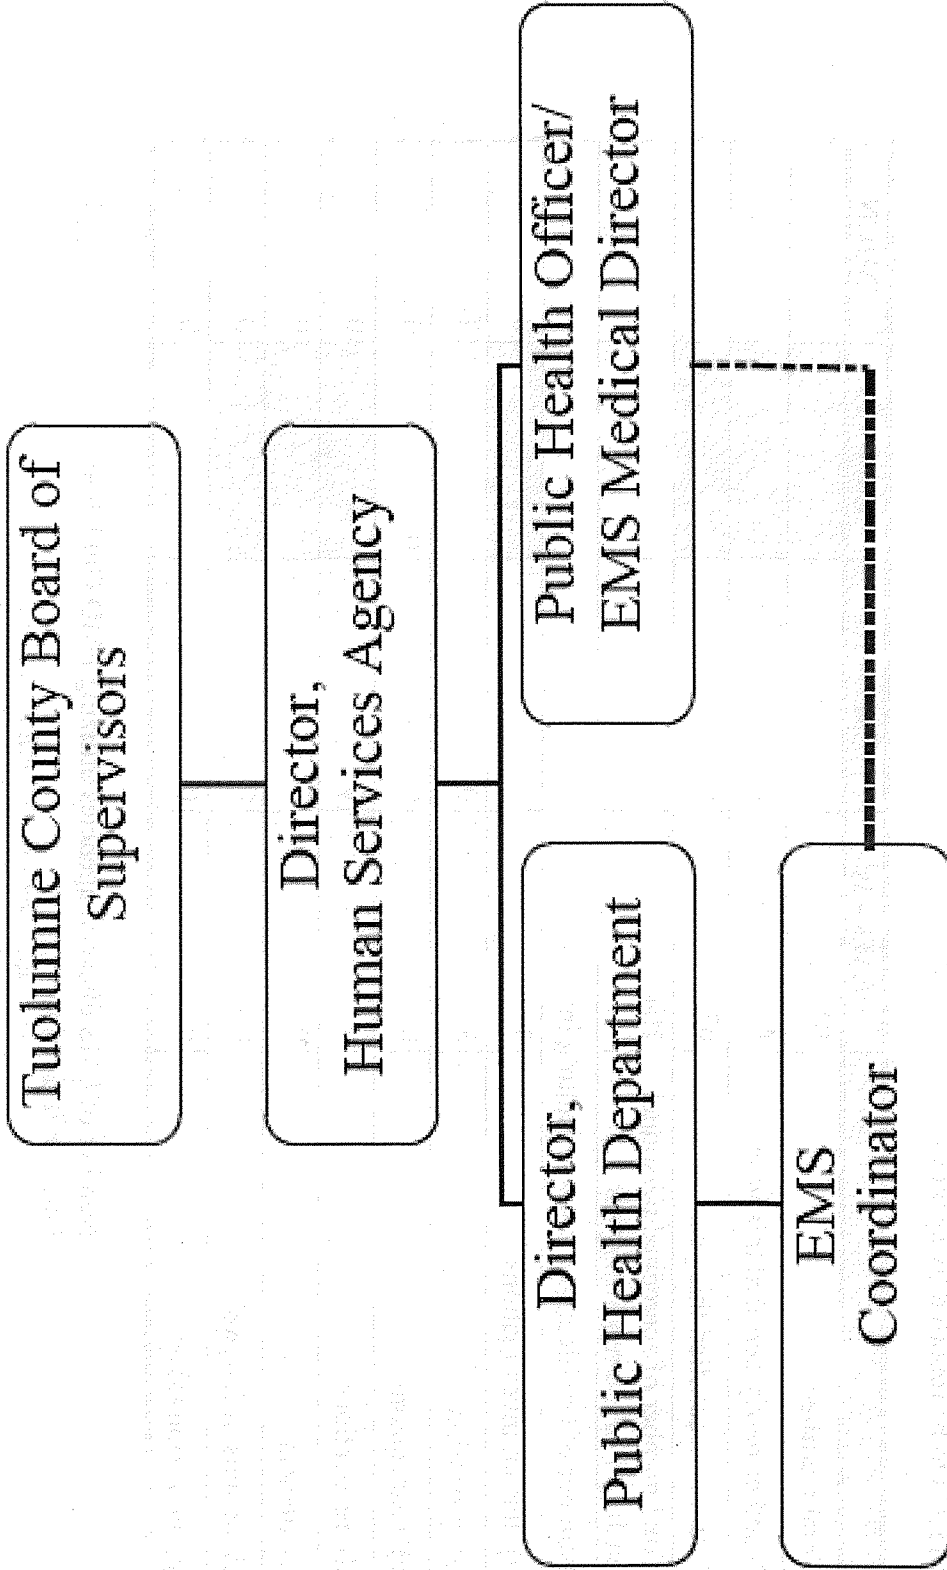 Tuolumne County Board of
Supervisors
Director,
Human Services Agency
Director,
Public Health Department
Public Health Officer/
EMS Medical Director
EMS
Coordinator